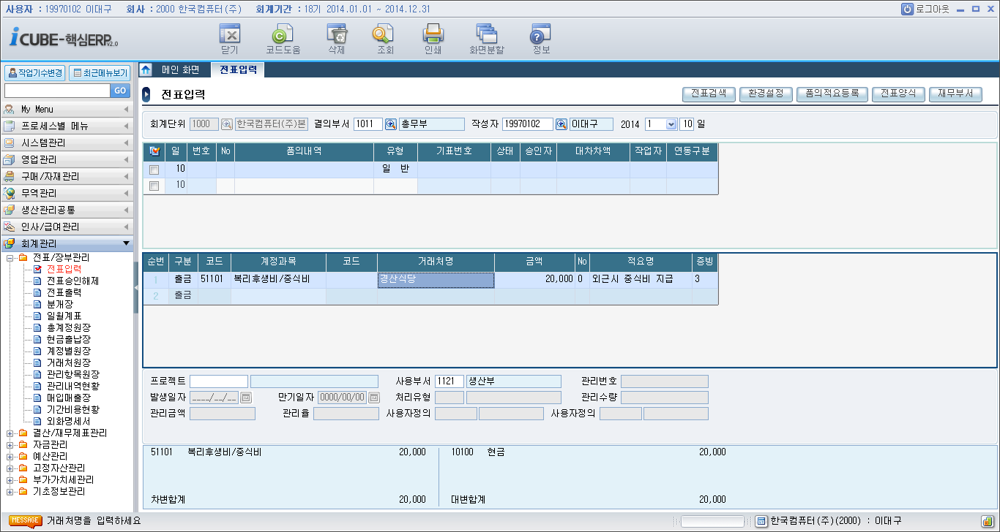 사용자 : 19970102 이대구 회사 : 2000 한국컴퓨터(주) 회계기간 : 18기 2014.01.01 ~ 2014.12.31 로그아웃
iCUBE-핵심ERP v2.0
닫기 코드도움 삭제 조회 인쇄 화면분할 정보
작업기수변경 최근메뉴보기
메인 화면 전표입력
GO
전표입력
전표검색 환경설정 품의적요등록 전표양식 재무부서
My Menu
프로세스별 메뉴
시스템관리
영업관리
구매/자재관리
무역관리
생산관리공통
인사/급여관리
회계관리
전표/장부관리
전표입력
전표승인해제
전표출력
분개장
일월계표
총계정원장
현금출납장
계정별원장
거래처원장
관리항목원장
관리내역현황
매입매출장
기간비용현황
외화명세서
결산/재무제표관리
자금관리
예산관리
고정자산관리
부가가치세관리
기초정보관리
회계단위 1000 한국컴퓨터(주)본 결의부서 1011 총무부 작성자 19970102 이대구 2014 1 10 일
일 번호 No 품의내역 유형 기표번호 상태 승인자 대차차액 작업자 연동구분
10 일 반
10
순번 구분 코드 계정과목 코드 거래처명 금액 No 적요명 증빙
1 출금 51101 복리후생비/중식비 경산식당 20,000 0 외근시 중식비 지급 3
2 출금
프로젝트 사용부서 1121 생산부 관리번호
발생일자 ____/__/__ 만기일자 0000/00/00 처리유형 관리수량
관리금액 관리율 사용자정의 사용자정의
51101 복리후생비/중식비 20,000 10100 현금 20,000
차변합계 20,000 대변합계 20,000
MESSAGE 거래처명을 입력하세요 한국컴퓨터(주)(2000) : 이대구